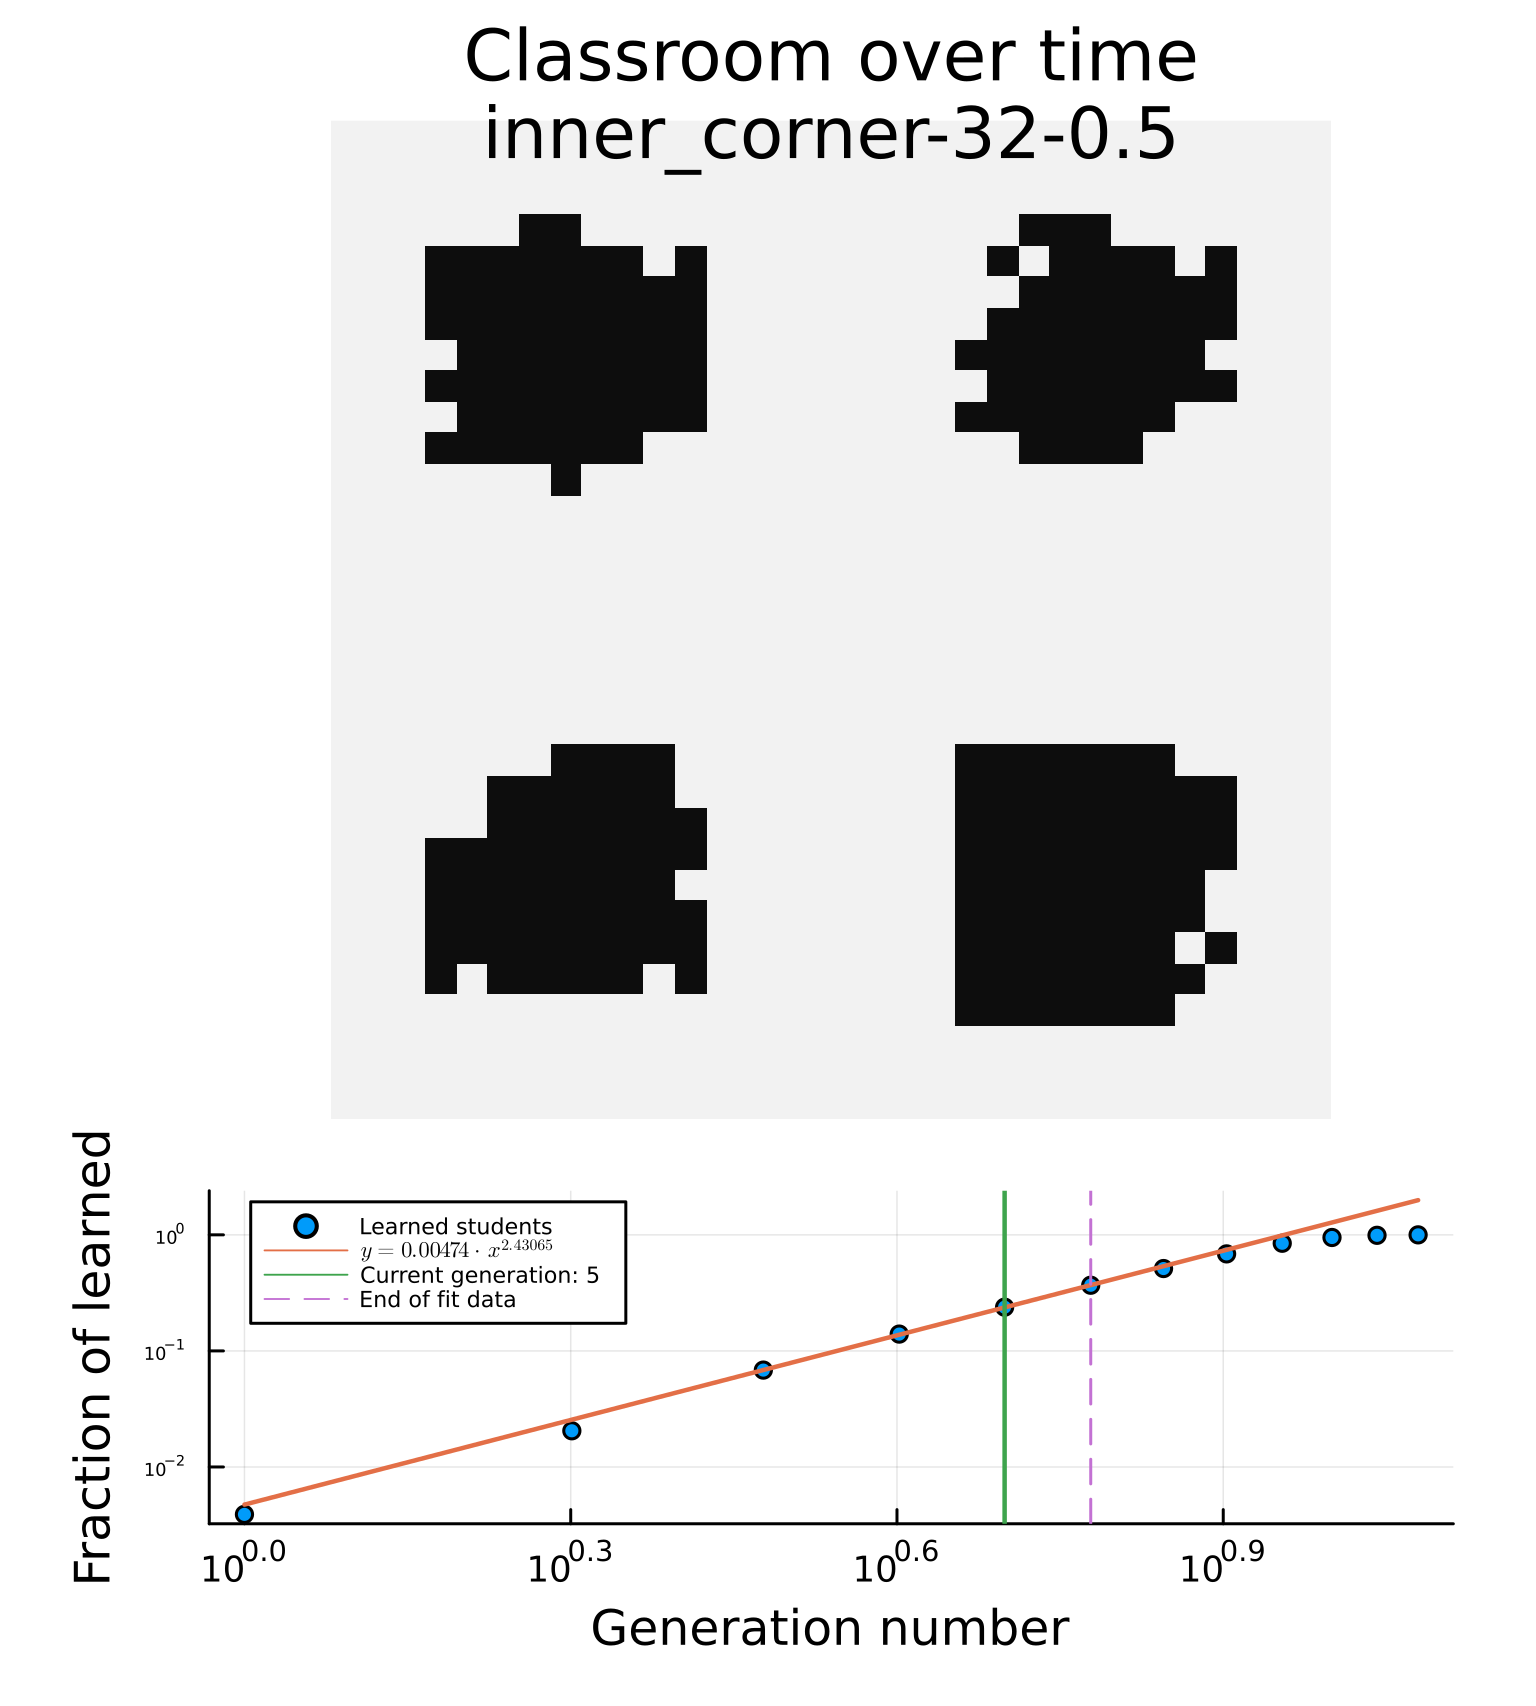 Classroom over time
inner_corner-32-0.5
Fraction of learned
10^0
10^−1
10^−2
Learned students
y = 0.00474 · x^2.43065
Current generation: 5
End of fit data
10^0.0 10^0.3 10^0.6 10^0.9
Generation number